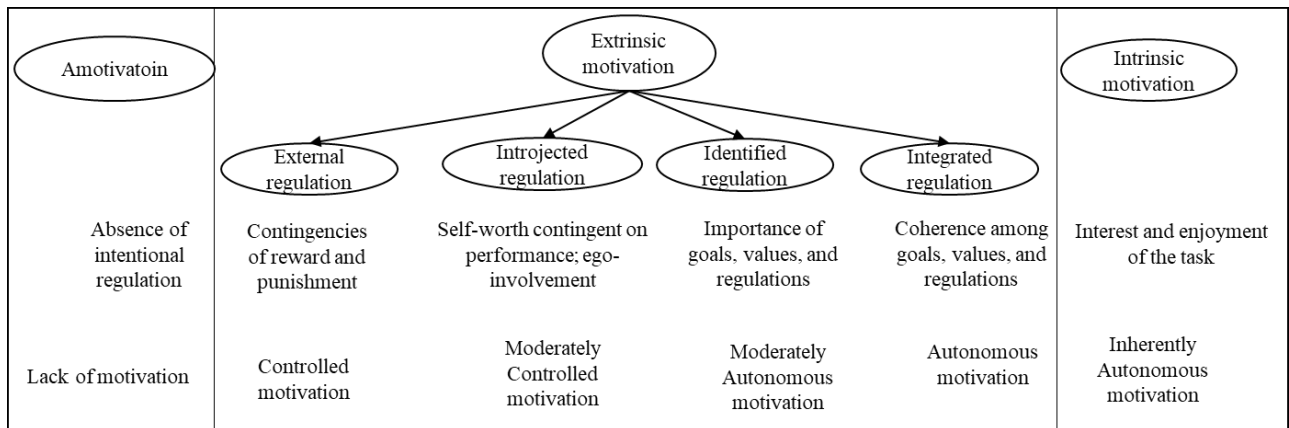 Extrinsic
motivation
Amotivatoin
Intrinsic
motivation
External
regulation
Introjected
regulation
Identified
regulation
Integrated
regulation
Absence of
intentional
regulation
Contingencies
of reward and
punishment
Self-worth contingent on
performance; ego-
involvement
Importance of
goals, values, and
regulations
Coherence among
goals, values, and
regulations
Interest and enjoyment
of the task
Lack of motivation
Controlled
motivation
Moderately
Controlled
motivation
Moderately
Autonomous
motivation
Autonomous
motivation
Inherently
Autonomous
motivation